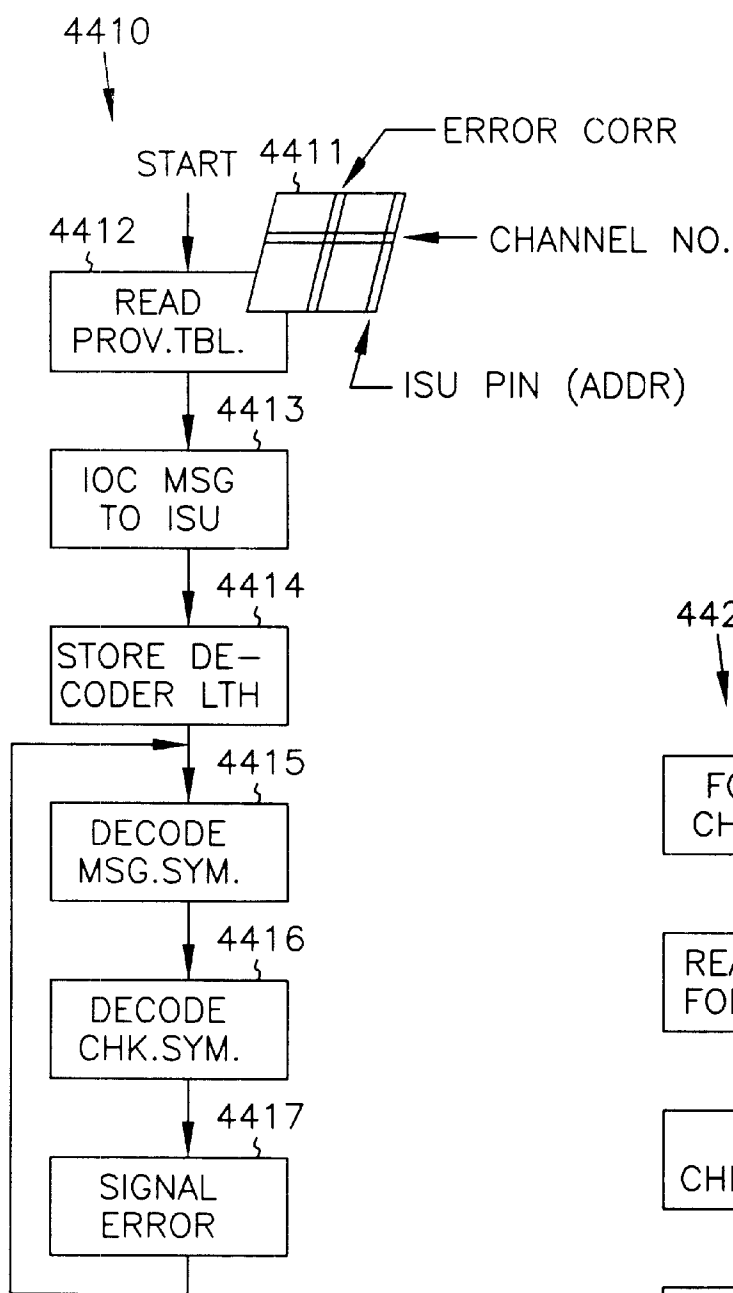 4410
START
4411
ERROR CORR
CHANNEL NO.
ISU PIN (ADDR)
4412
READ
PROV.TBL.
4413
IOC MSG
TO ISU
4414
STORE DE-
CODER LTH
4415
DECODE
MSG.SYM.
4416
DECODE
CHK.SYM.
4417
SIGNAL
ERROR